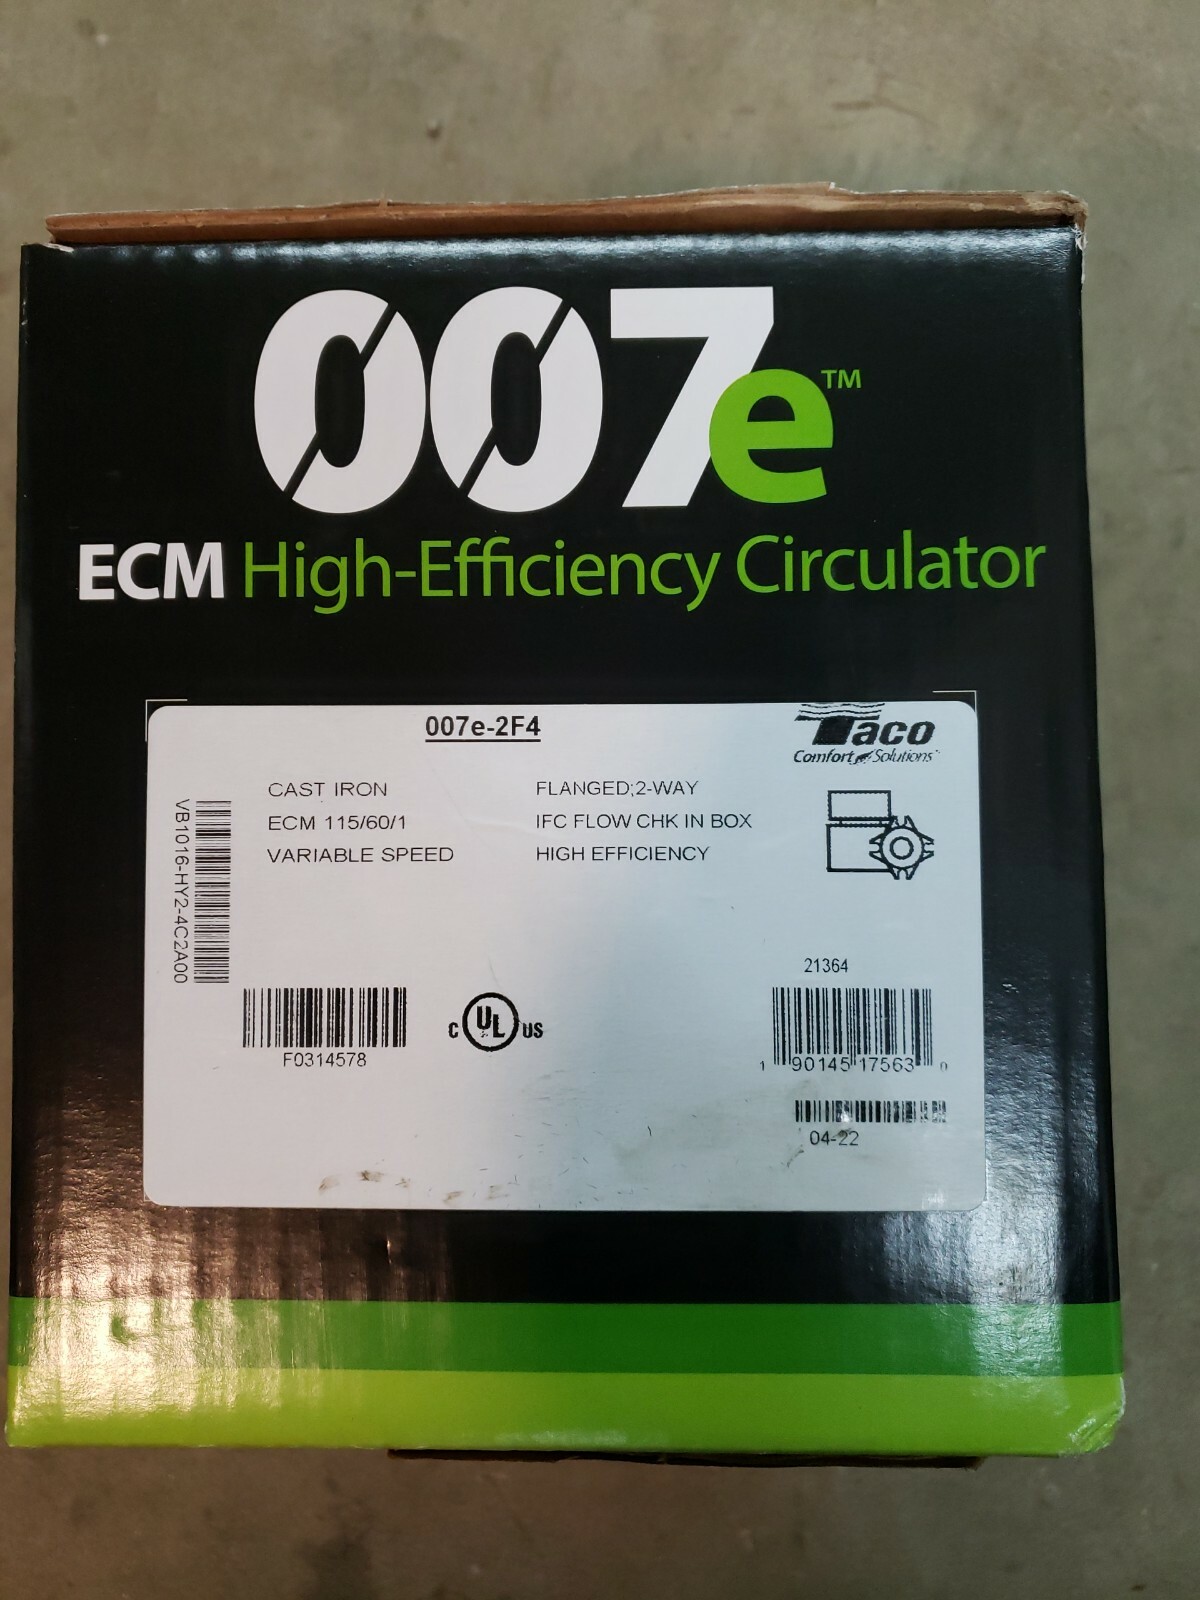 007e™
ECM High-Efficiency Circulator
007e-2F4
Taco
Comfort Solutions
CAST IRON FLANGED;2-WAY
ECM 115/60/1 IFC FLOW CHK IN BOX
VARIABLE SPEED HIGH EFFICIENCY
VB1016-HY2-4C2A00
21364
F0314578
C UL US
1 90145 17563 0
04-22